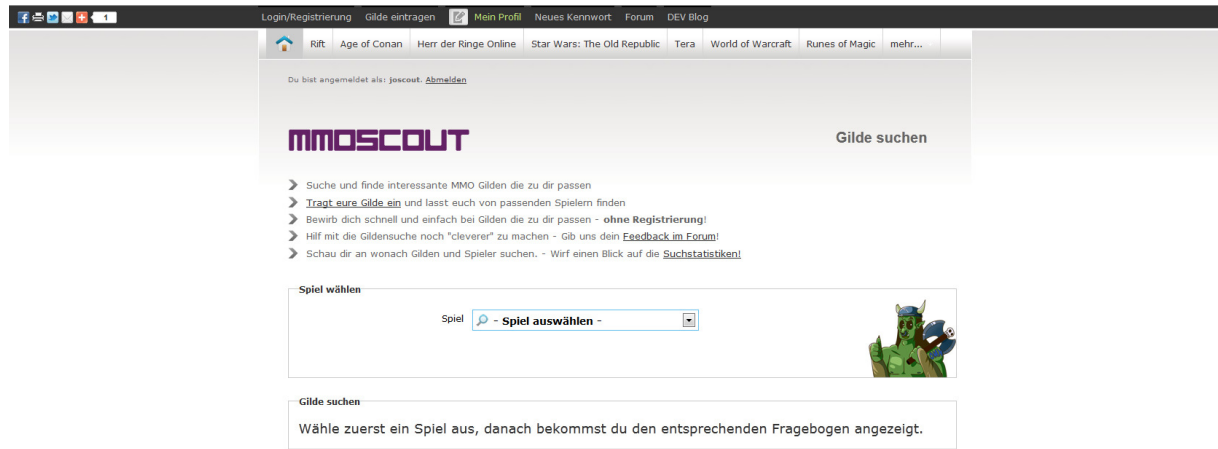 1
Login/Registrierung Gilde eintragen Mein Profil Neues Kennwort Forum DEV Blog
Rift Age of Conan Herr der Ringe Online Star Wars: The Old Republic Tera World of Warcraft Runes of Magic mehr...
Du bist angemeldet als: joscout. Abmelden
mmoscout
Gilde suchen
Suche und finde interessante MMO Gilden die zu dir passen
Tragt eure Gilde ein und lasst euch von passenden Spielern finden
Bewirb dich schnell und einfach bei Gilden die zu dir passen - ohne Registrierung!
Hilf mit die Gildensuche noch "cleverer" zu machen - Gib uns dein Feedback im Forum!
Schau dir an wonach Gilden und Spieler suchen. - Wirf einen Blick auf die Suchstatistiken!
Spiel wählen
Spiel - Spiel auswählen -
Gilde suchen
Wähle zuerst ein Spiel aus, danach bekommst du den entsprechenden Fragebogen angezeigt.